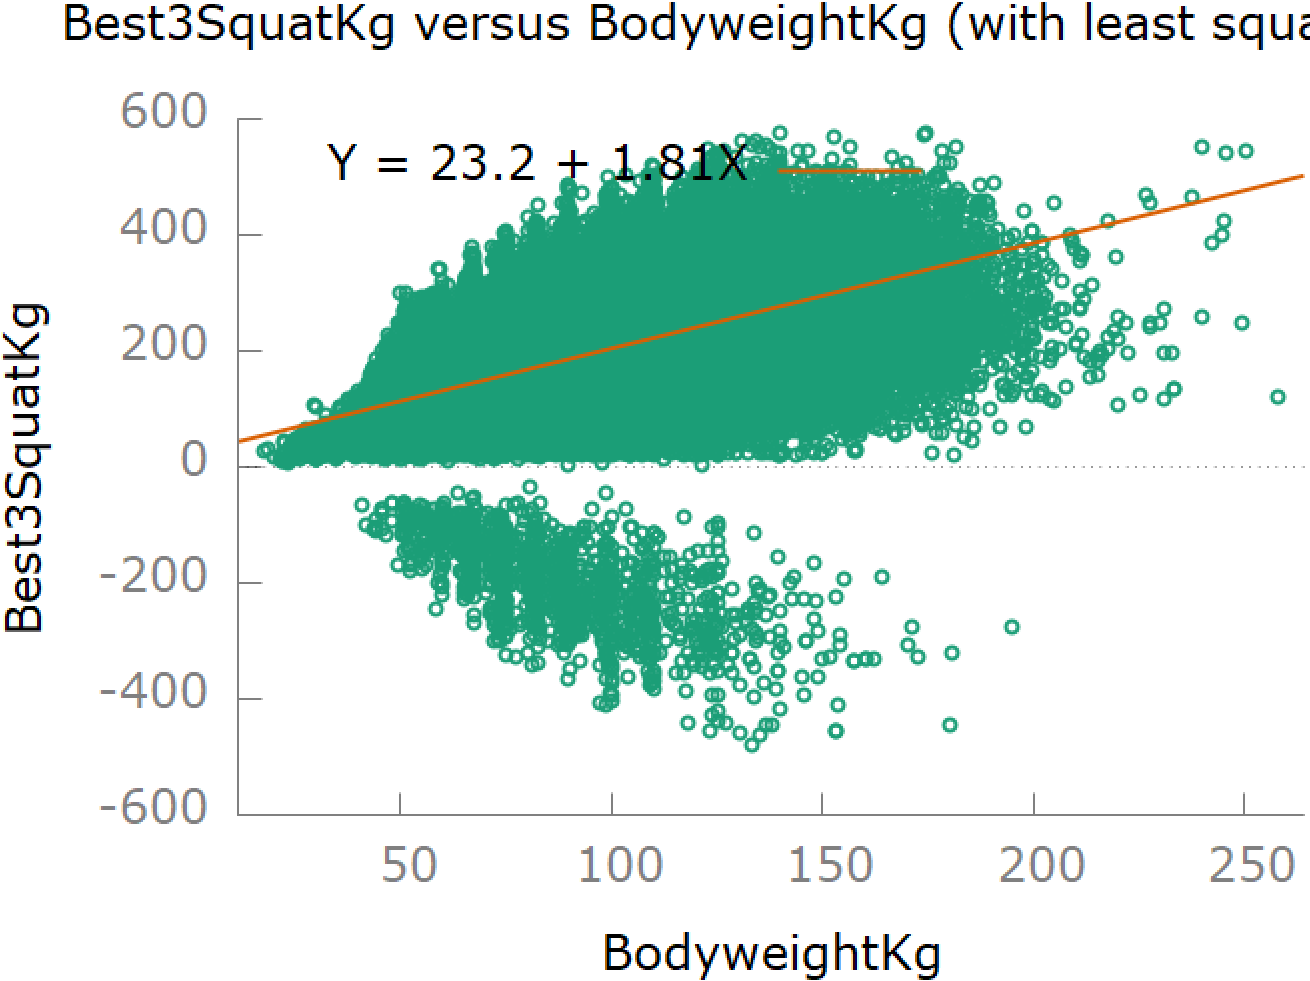 Best3SquatKg versus BodyweightKg (with least squa
Y = 23.2 + 1.81X
600
400
200
0
-200
-400
-600
Best3SquatKg
50 100 150 200 250
BodyweightKg